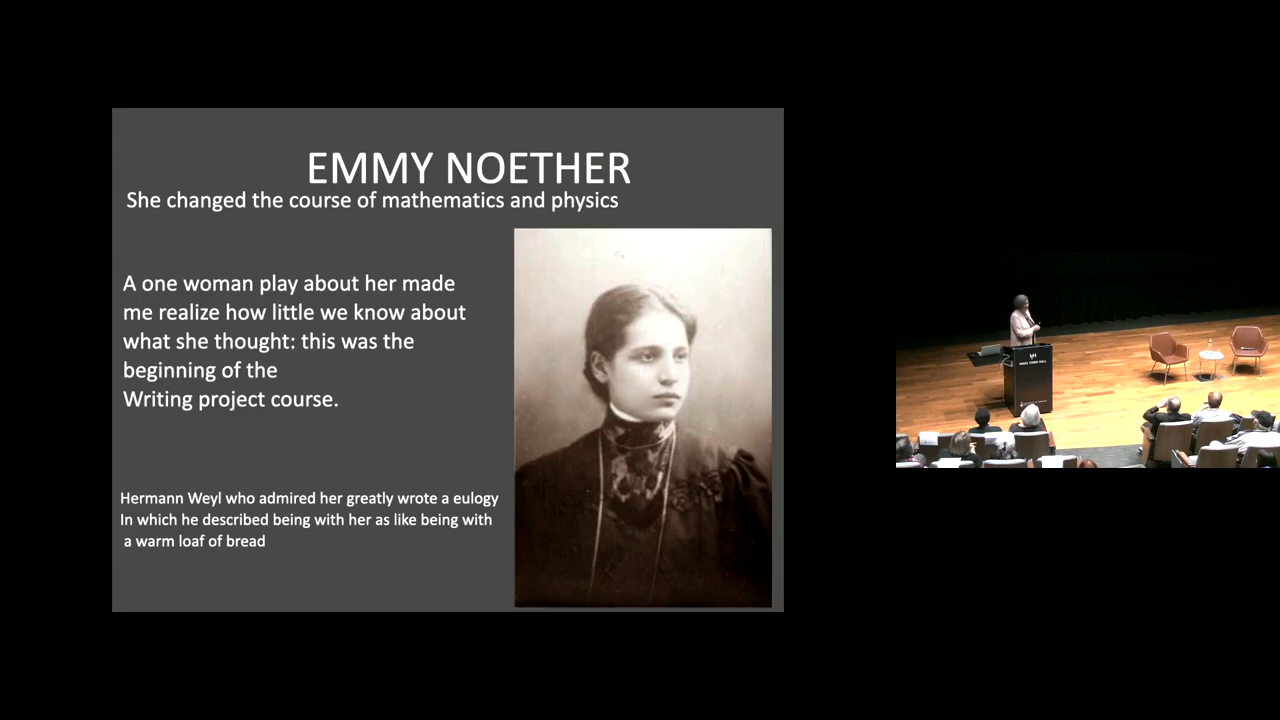 EMMY NOETHER
She changed the course of mathematics and physics
A one woman play about her made
me realize how little we know about
what she thought: this was the
beginning of the
Writing project course.
Hermann Weyl who admired her greatly wrote a eulogy
In which he described being with her as like being with
a warm loaf of bread